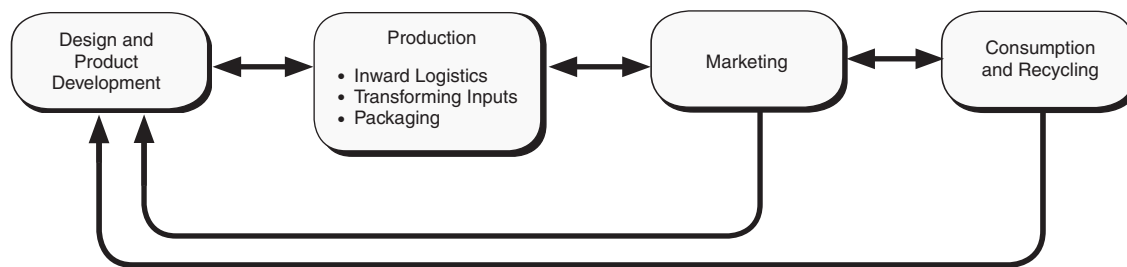 Design and
Product
Development
Production
• Inward Logistics
• Transforming Inputs
• Packaging
Marketing
Consumption
and Recycling